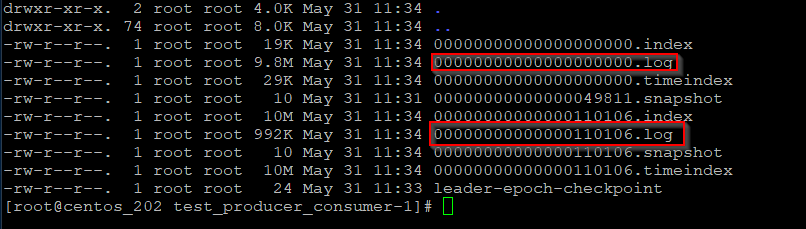 drwxr-xr-x.  2 root root 4.0K May 31 11:34 .
drwxr-xr-x. 74 root root 8.0K May 31 11:34 ..
-rw-r--r--.  1 root root  19K May 31 11:34 00000000000000000000.index
-rw-r--r--.  1 root root 9.8M May 31 11:34 00000000000000000000.log
-rw-r--r--.  1 root root  29K May 31 11:34 00000000000000000000.timeindex
-rw-r--r--.  1 root root   10 May 31 11:31 00000000000000049811.snapshot
-rw-r--r--.  1 root root  10M May 31 11:34 00000000000000110106.index
-rw-r--r--.  1 root root 992K May 31 11:34 00000000000000110106.log
-rw-r--r--.  1 root root   10 May 31 11:34 00000000000000110106.snapshot
-rw-r--r--.  1 root root  10M May 31 11:34 00000000000000110106.timeindex
-rw-r--r--.  1 root root   24 May 31 11:33 leader-epoch-checkpoint
[root@centos_202 test_producer_consumer-1]#